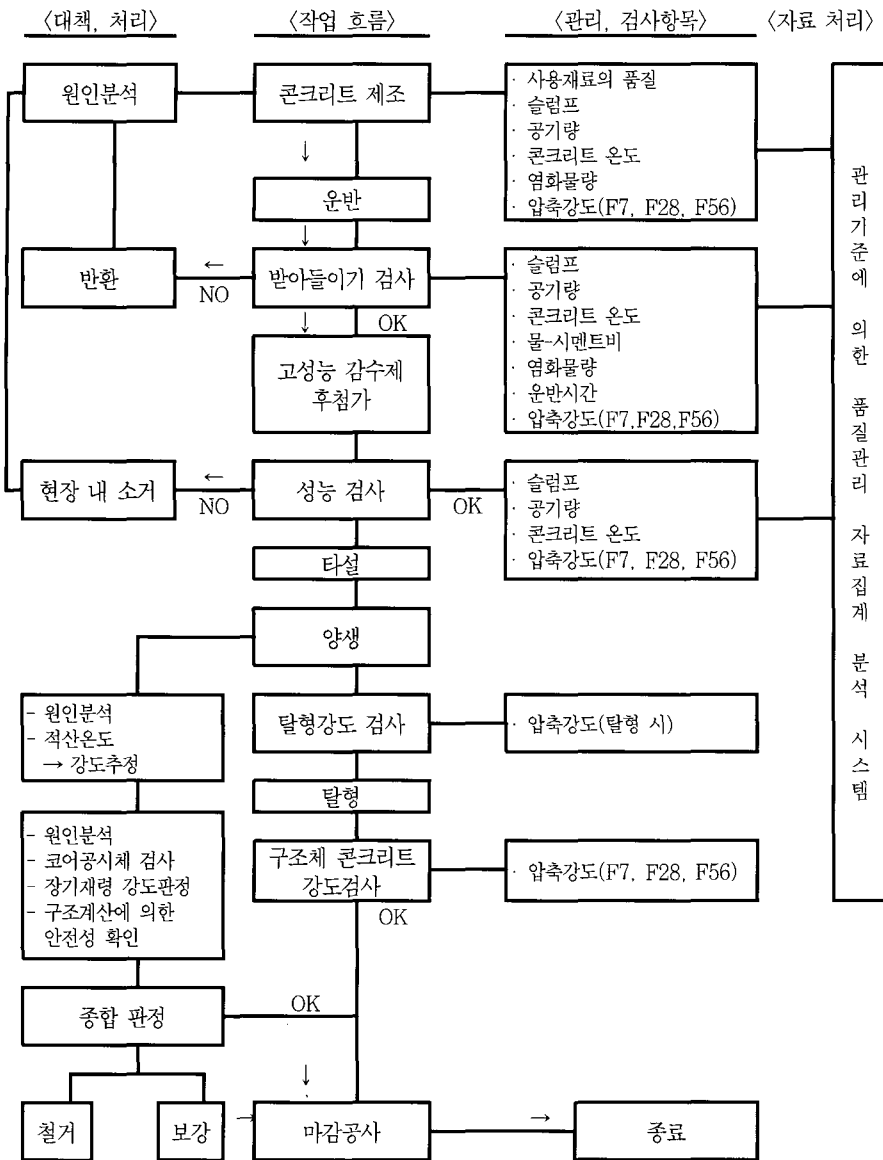 〈대책, 처리〉
〈작업 흐름〉
〈관리, 검사항목〉
〈자료 처리〉
원인분석
콘크리트 제조
· 사용재료의 품질
· 슬럼프
· 공기량
· 콘크리트 온도
· 염화물량
· 압축강도(F7, F28, F56)
↓
운반
↓
반환
←
NO
받아들이기 검사
↓
OK
· 슬럼프
· 공기량
· 콘크리트 온도
· 물-시멘트비
· 염화물량
· 운반시간
· 압축강도(F7,F28,F56)
고성능 감수제
후첨가
현장 내 소거
←
NO
성능 검사
OK
· 슬럼프
· 공기량
· 콘크리트 온도
· 압축강도(F7, F28, F56)
타설
양생
- 원인분석
- 적산온도
→ 강도추정
탈형강도 검사
· 압축강도(탈형 시)
탈형
- 원인분석
- 코어공시체 검사
- 장기재령 강도판정
- 구조계산에 의한
안전성 확인
구조체 콘크리트
강도검사
OK
· 압축강도(F7, F28, F56)
종합 판정
OK
↓
철거
보강
→
마감공사
→
종료
관리기준에 의한 품질관리 자료집계 분석 시스템